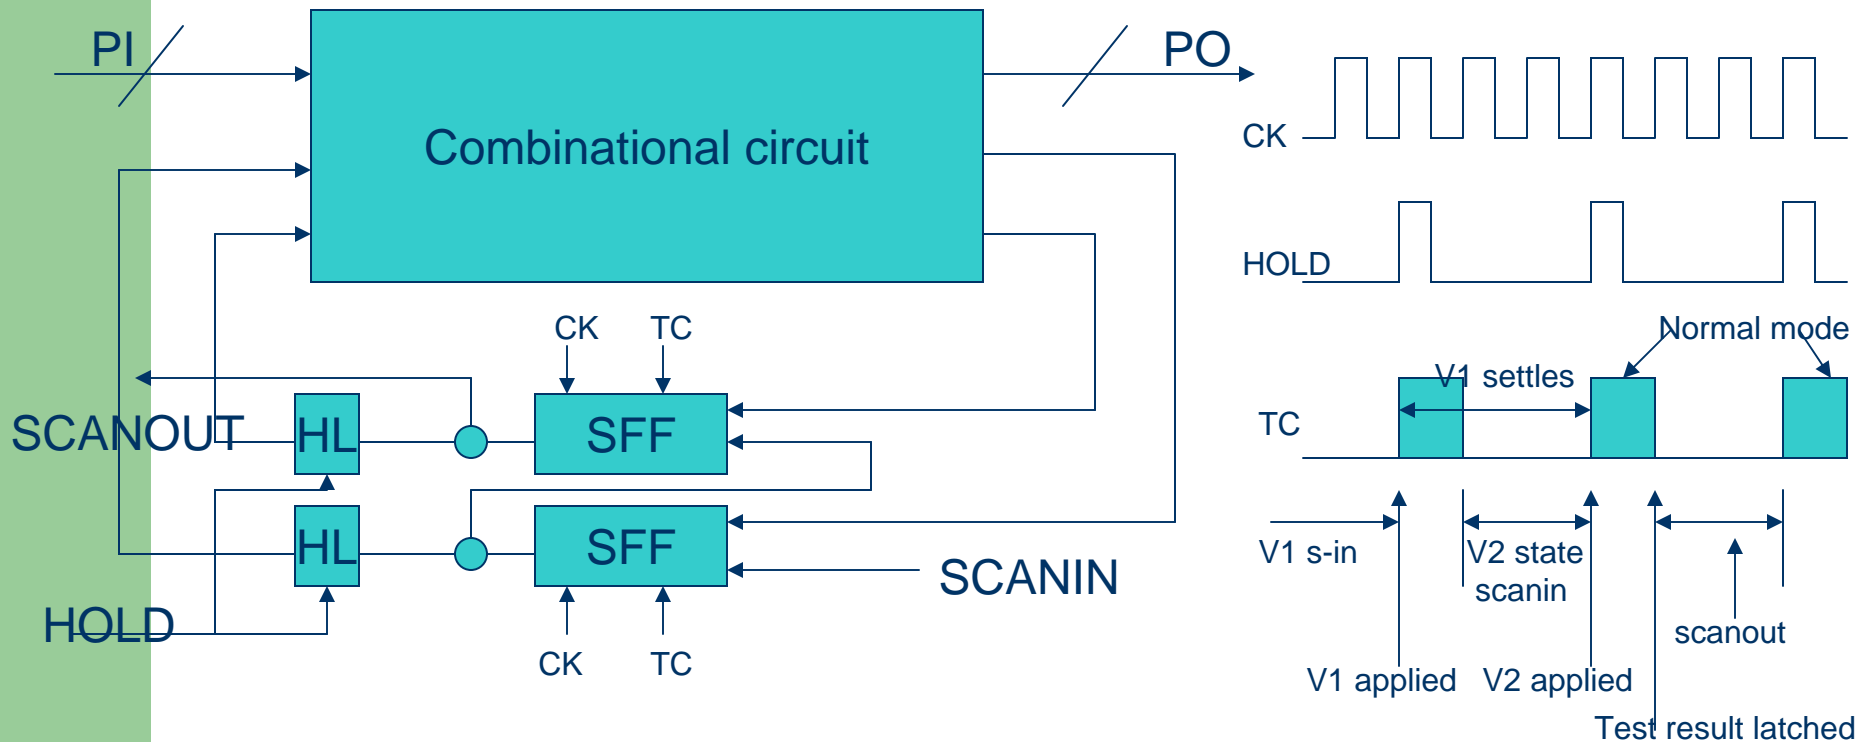 PI
PO
Combinational circuit
CK
HOLD
CK
TC
Normal mode
V1 settles
TC
SCANOUT
HL
SFF
HL
SFF
SCANIN
HOLD
CK
TC
V1 s-in
V2 state
scanin
scanout
V1 applied
V2 applied
Test result latched